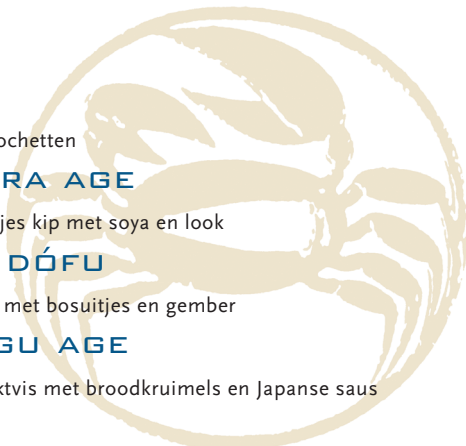 ochetten
RA AGE
jes kip met soya en look
DÓFU
met bosuitjes en gember
GU AGE
ktvis met broodkruimels en Japanse saus